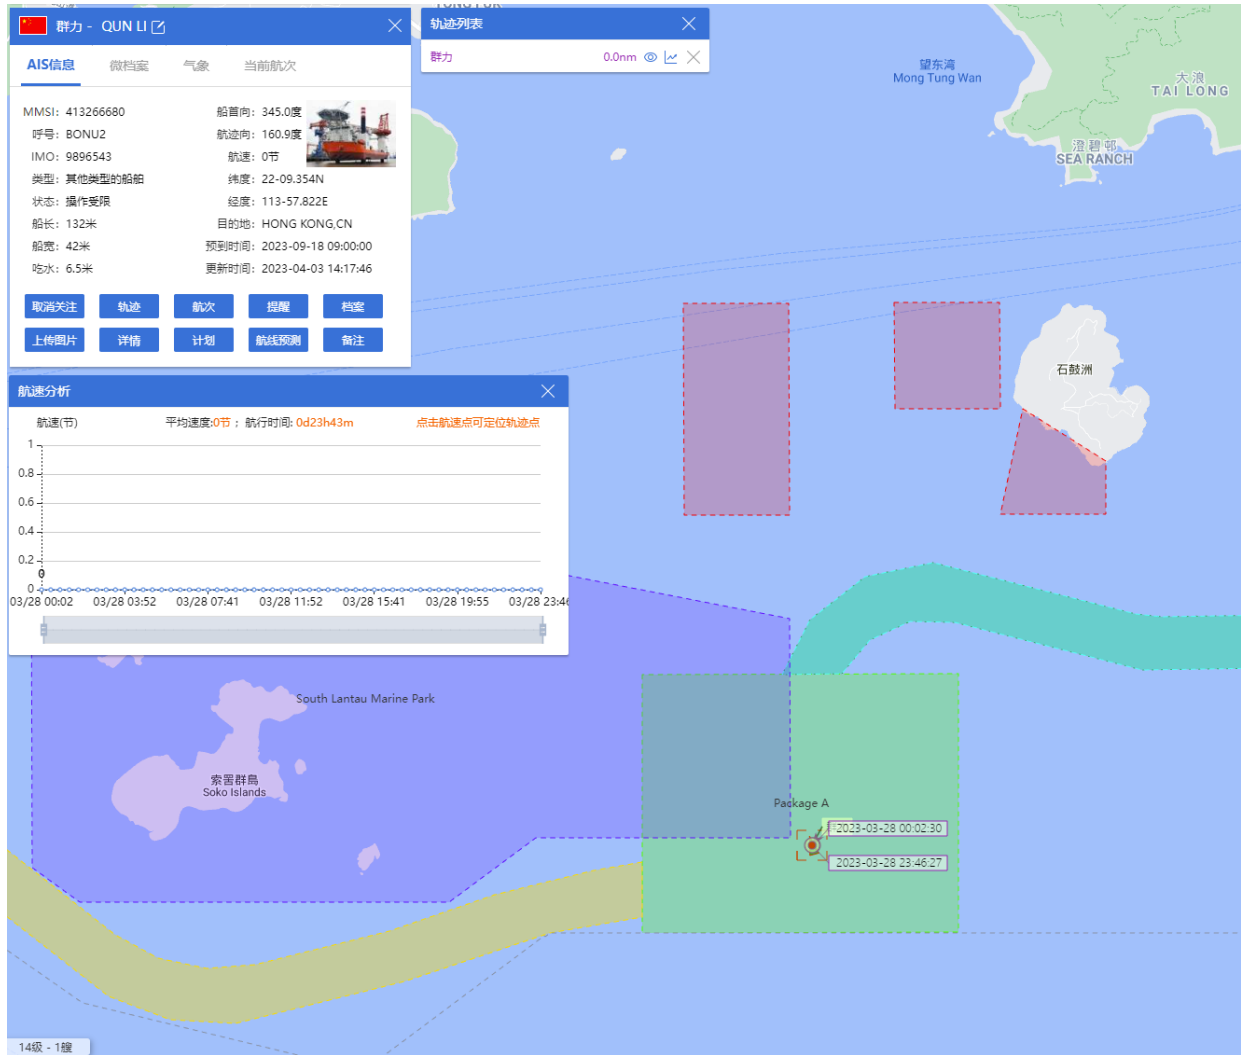 群力 - QUN LI
AIS信息 微档案 气象 当前航次
MMSI: 413266680 船首向: 345.0度
呼号: BONU2 航迹向: 160.9度
IMO: 9896543 航速: 0节
类型: 其他类型的船舶 纬度: 22-09.354N
状态: 操作受限 经度: 113-57.822E
船长: 132米 目的地: HONG KONG,CN
船宽: 42米 预到时间: 2023-09-18 09:00:00
吃水: 6.5米 更新时间: 2023-04-03 14:17:46
取消关注 轨迹 航次 提醒 档案
上传图片 详情 计划 航线预测 备注
轨迹列表
群力 0.0nm
望东湾
Mong Tung Wan
大浪
TAI LONG
澄碧邨
SEA RANCH
石鼓洲
航速分析
航速(节) 平均速度:0节 ; 航行时间: 0d23h43m 点击航速点可定位轨迹点
1
0.8
0.6
0.4
0.2
0
0
03/28 00:02 03/28 03:52 03/28 07:41 03/28 11:52 03/28 15:41 03/28 19:55 03/28 23:46
South Lantau Marine Park
索罟群島
Soko Islands
Package A
2023-03-28 00:02:30
2023-03-28 23:46:27
14级 - 1艘